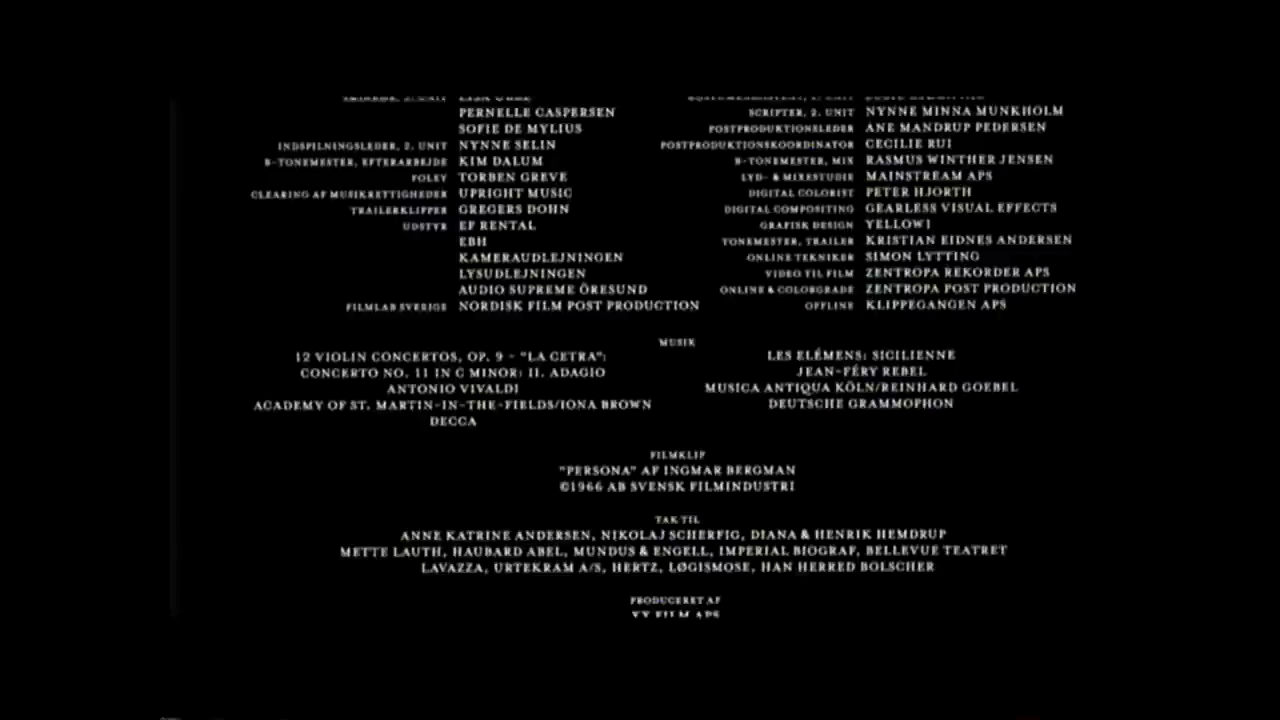 PERNELLE CASPERSEN
SOFIE DE MYLIUS
INDSPILNINGSLEDER, 2. UNIT NYNNE SELIN
B-TONEMESTER, EFTERARBEJDE KIM DALUM
FOLEY TORBEN GREVE
CLEARING AF MUSIKRETTIGHEDER UPRIGHT MUSIC
TRAILERKLIPPER GREGERS DOHN
UDSTYR EF RENTAL
EBH
KAMERAUDLEJNINGEN
LYSUDLEJNINGEN
AUDIO SUPREME ÖRESUND
FILMLAB SVERIGE NORDISK FILM POST PRODUCTION
SCRIPTER, 2. UNIT NYNNE MINNA MUNKHOLM
POSTPRODUKTIONSLEDER ANE MANDRUP PEDERSEN
POSTPRODUKTIONSKOORDINATOR CECILIE RUI
B-TONEMESTER, MIX RASMUS WINTHER JENSEN
LYD- & MIXESTUDIE MAINSTREAM APS
DIGITAL COLORIST PETER HJORTH
DIGITAL COMPOSITING GEARLESS VISUAL EFFECTS
GRAFISK DESIGN YELLOW1
TONEMESTER, TRAILER KRISTIAN EIDNES ANDERSEN
ONLINE TEKNIKER SIMON LYTTING
VIDEO TIL FILM ZENTROPA REKORDER APS
ONLINE & COLORGRADE ZENTROPA POST PRODUCTION
OFFLINE KLIPPEGANGEN APS
MUSIK
12 VIOLIN CONCERTOS, OP. 9 - "LA CETRA":
CONCERTO NO. 11 IN C MINOR: II. ADAGIO
ANTONIO VIVALDI
ACADEMY OF ST. MARTIN-IN-THE-FIELDS/IONA BROWN
DECCA
LES ELÉMENS: SICILIENNE
JEAN-FÉRY REBEL
MUSICA ANTIQUA KÖLN/REINHARD GOEBEL
DEUTSCHE GRAMMOPHON
FILMKLIP
"PERSONA" AF INGMAR BERGMAN
©1966 AB SVENSK FILMINDUSTRI
TAK TIL
ANNE KATRINE ANDERSEN, NIKOLAJ SCHERFIG, DIANA & HENRIK HEMDRUP
METTE LAUTH, HAUBARD ABEL, MUNDUS & ENGELL, IMPERIAL BIOGRAF, BELLEVUE TEATRET
LAVAZZA, URTEKRAM A/S, HERTZ, LØGISMOSE, HAN HERRED BOLSCHER
PRODUCERET AF